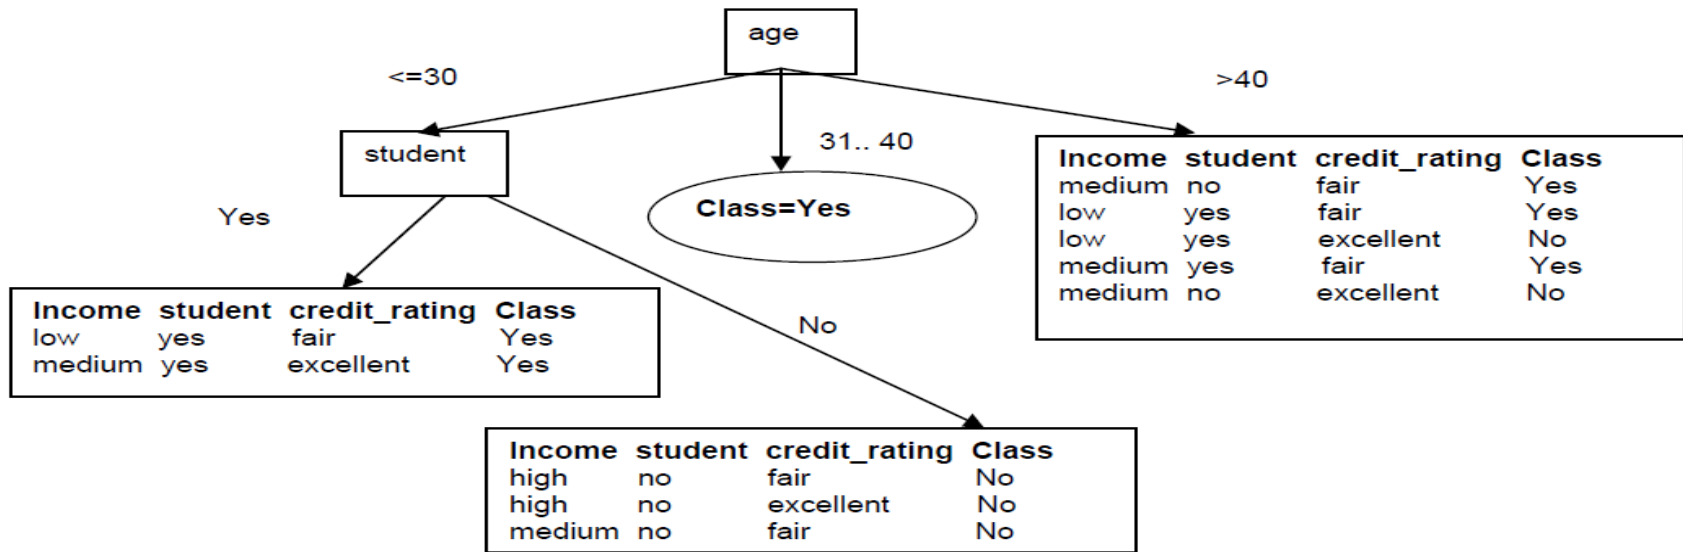 age
<=30
>40
student
31.. 40
Class=Yes
Income student credit_rating Class
medium no fair Yes
low yes fair Yes
low yes excellent No
medium yes fair Yes
medium no excellent No
Yes
No
Income student credit_rating Class
low yes fair Yes
medium yes excellent Yes
Income student credit_rating Class
high no fair No
high no excellent No
medium no fair No